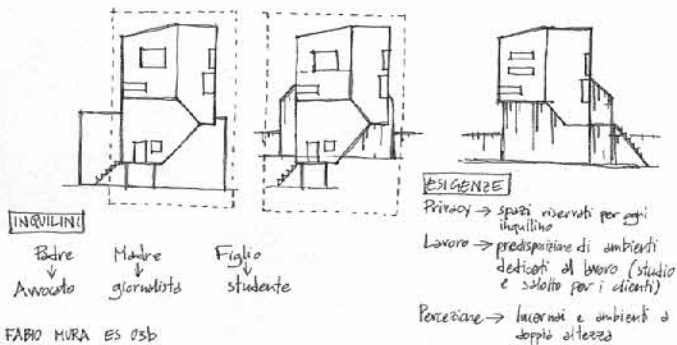 INQUILINI
Padre Madre Figlio
↓ ↓ ↓
Avvocato giornalista studente
FABIO MURA ES 03b
ESIGENZE
Privacy → spazi riservati per ogni
inquilino
Lavoro → predisposizione di ambienti
dedicati al lavoro (studio
e salotto per i clienti)
Percezione → lucernai e ambienti a
doppia altezza